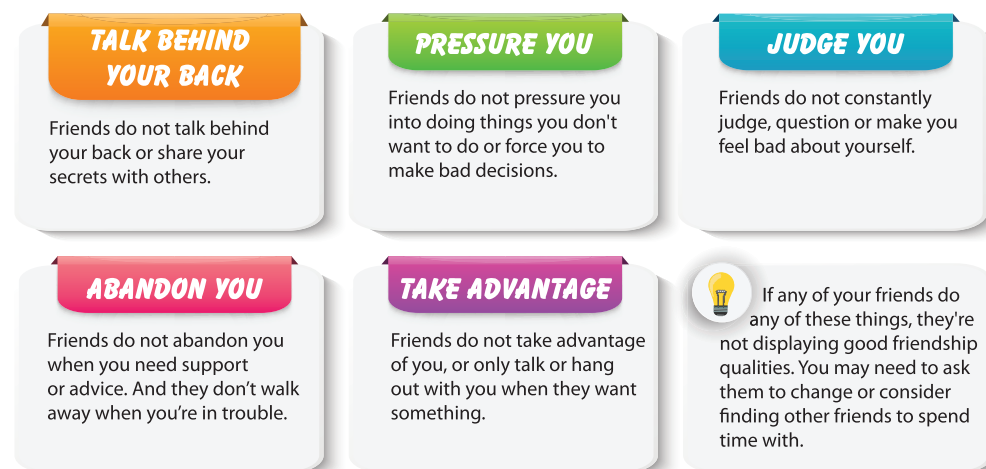 TALK BEHIND
YOUR BACK
Friends do not talk behind
your back or share your
secrets with others.
PRESSURE YOU
Friends do not pressure you
into doing things you don't
want to do or force you to
make bad decisions.
JUDGE YOU
Friends do not constantly
judge, question or make you
feel bad about yourself.
ABANDON YOU
Friends do not abandon you
when you need support
or advice. And they don’t walk
away when you’re in trouble.
TAKE ADVANTAGE
Friends do not take advantage
of you, or only talk or hang
out with you when they want
something.
If any of your friends do
any of these things, they're
not displaying good friendship
qualities. You may need to ask
them to change or consider
finding other friends to spend
time with.